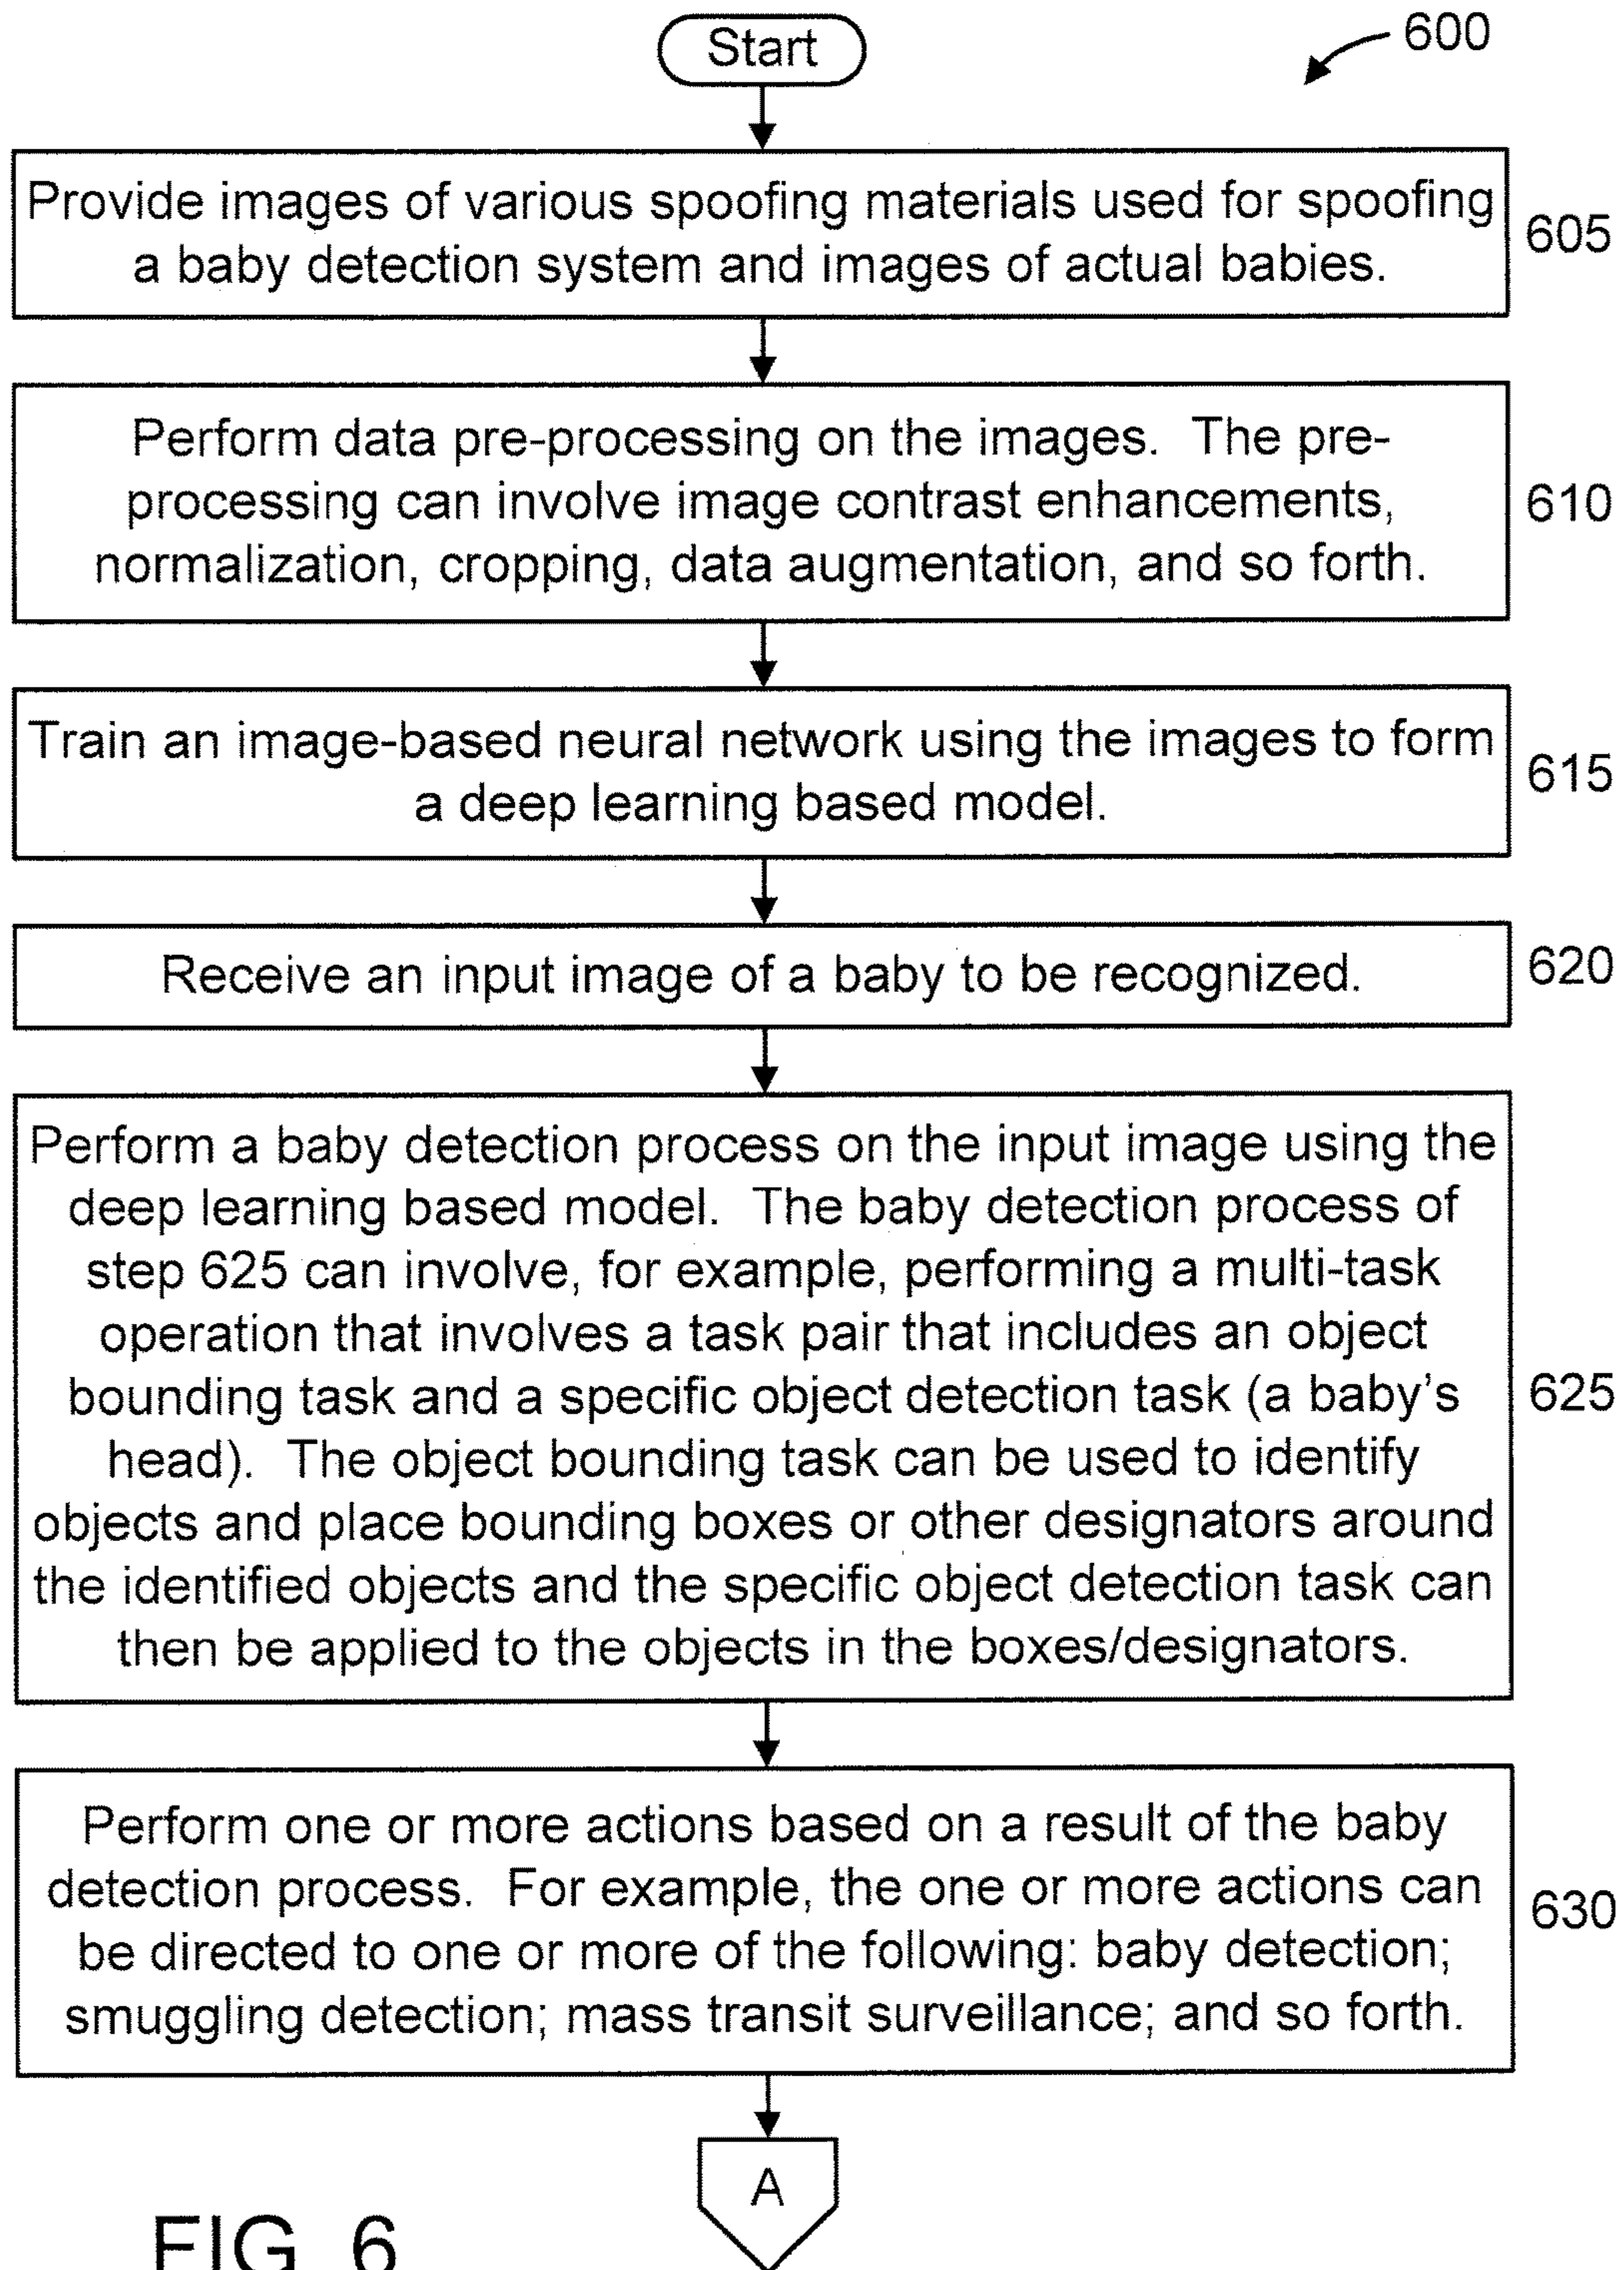 Start
600
Provide images of various spoofing materials used for spoofing
a baby detection system and images of actual babies.
605
Perform data pre-processing on the images. The pre-
processing can involve image contrast enhancements,
normalization, cropping, data augmentation, and so forth.
610
Train an image-based neural network using the images to form
a deep learning based model.
615
Receive an input image of a baby to be recognized.
620
Perform a baby detection process on the input image using the
deep learning based model. The baby detection process of
step 625 can involve, for example, performing a multi-task
operation that involves a task pair that includes an object
bounding task and a specific object detection task (a baby's
head). The object bounding task can be used to identify
objects and place bounding boxes or other designators around
the identified objects and the specific object detection task can
then be applied to the objects in the boxes/designators.
625
Perform one or more actions based on a result of the baby
detection process. For example, the one or more actions can
be directed to one or more of the following: baby detection;
smuggling detection; mass transit surveillance; and so forth.
630
A
FIG. 6